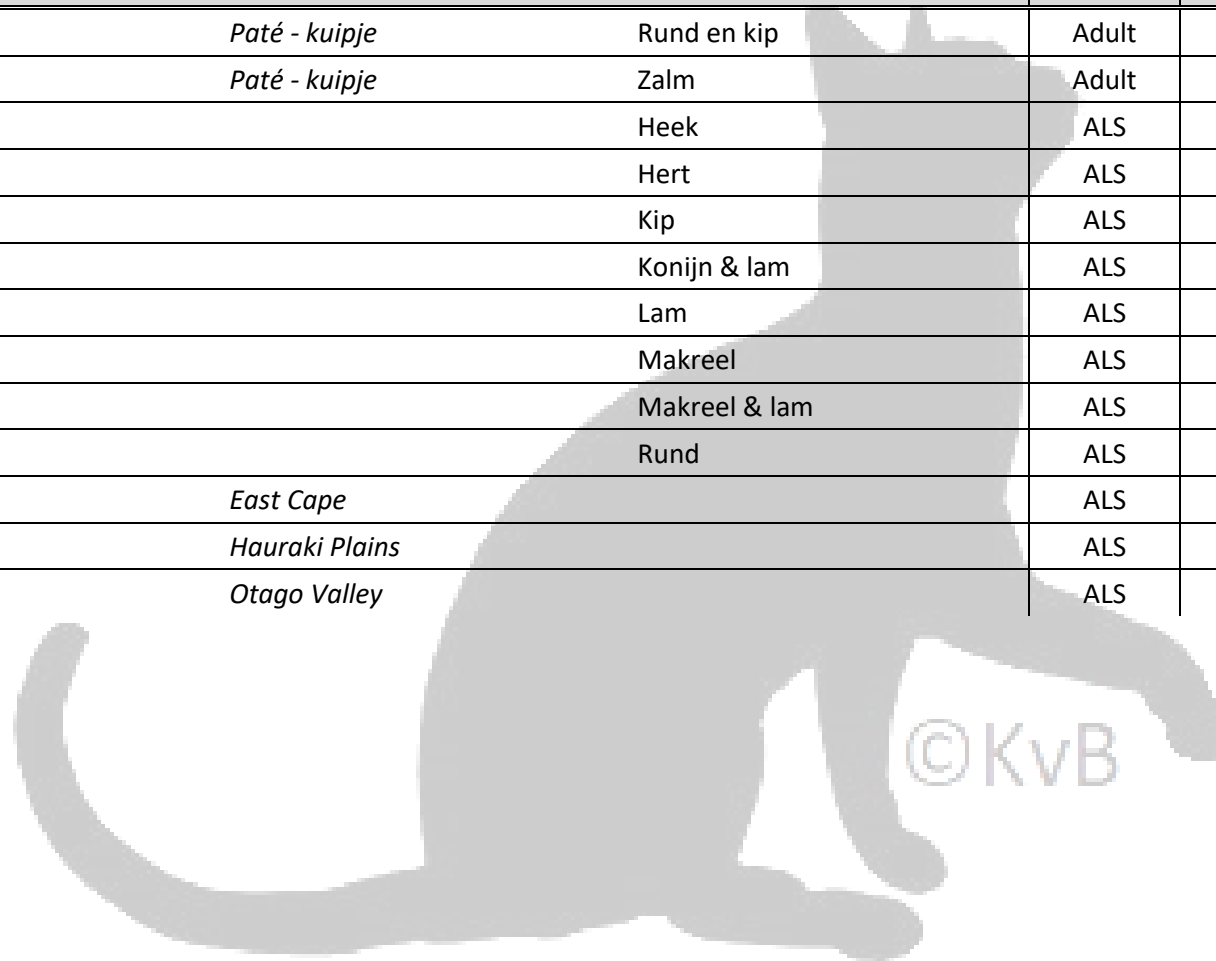 Paté - kuipje Rund en kip Adult
Paté - kuipje Zalm Adult
Heek ALS
Hert ALS
Kip ALS
Konijn & lam ALS
Lam ALS
Makreel ALS
Makreel & lam ALS
Rund ALS
East Cape ALS
Hauraki Plains ALS
Otago Valley ALS
©KvB